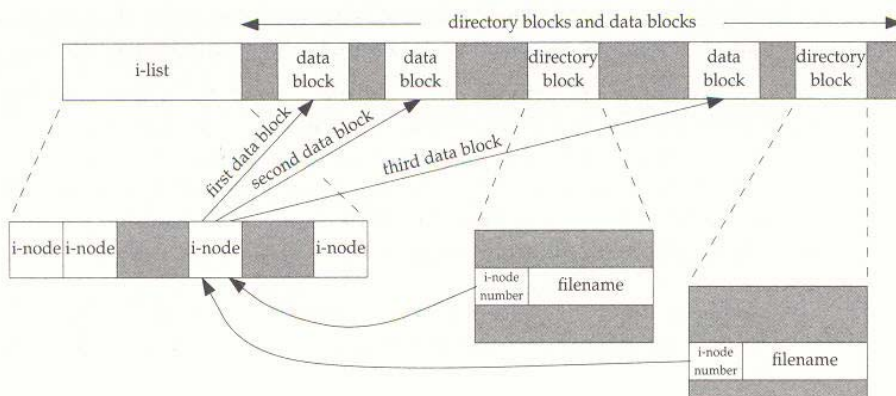 directory blocks and data blocks
i-list
data
block
data
block
directory
block
data
block
directory
block
first data block
second data block
third data block
i-node
i-node
i-node
i-node
i-node
number
filename
i-node
number
filename